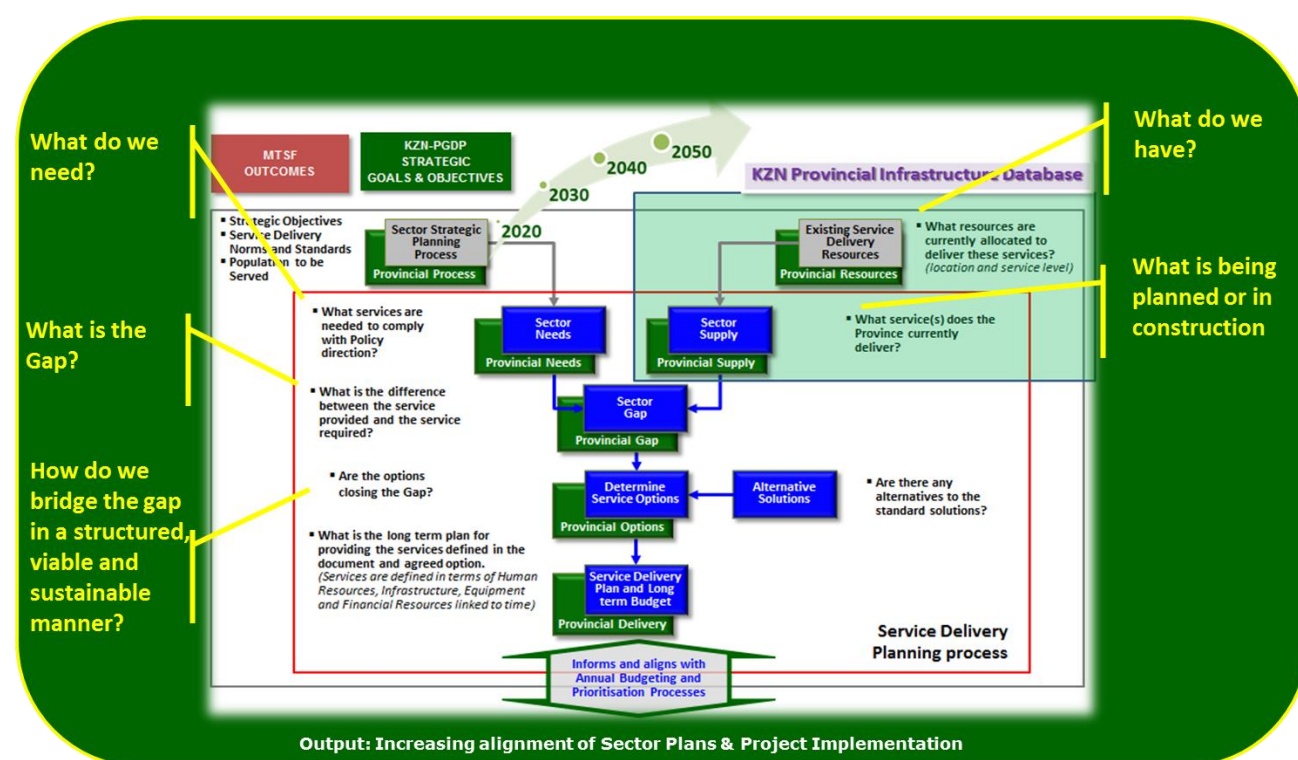 What do we
need?
What is the
Gap?
How do we
bridge the gap
in a structured,
viable and
sustainable
manner?
MTSF
OUTCOMES
KZN-PGDP
STRATEGIC
GOALS & OBJECTIVES
2020
2030
2040
2050
KZN Provincial Infrastructure Database
▪ Strategic Objectives
▪ Service Delivery
Norms and Standards
▪ Population to be
Served
Sector Strategic
Planning
Process
Provincial Process
Existing Service
Delivery
Resources
Provincial Resources
▪ What resources are
currently allocated to
deliver these services?
(location and service level)
▪ What services are
needed to comply
with Policy
direction?
Sector
Needs
Provincial Needs
Sector
Supply
Provincial Supply
▪ What service(s) does the
Province currently
deliver?
▪ What is the difference
between the service
provided and the service
required?
Sector
Gap
Provincial Gap
▪ Are the options
closing the Gap?
Determine
Service Options
Provincial Options
Alternative
Solutions
▪ Are there any
alternatives to the
standard solutions?
▪ What is the long term plan for
providing the services defined in the
document and agreed option.
(Services are defined in terms of Human
Resources, Infrastructure, Equipment
and Financial Resources linked to time)
Service Delivery
Plan and Long
term Budget
Provincial Delivery
Service Delivery
Planning process
Informs and aligns with
Annual Budgeting and
Prioritisation Processes
What do we
have?
What is being
planned or in
construction
Output: Increasing alignment of Sector Plans & Project Implementation